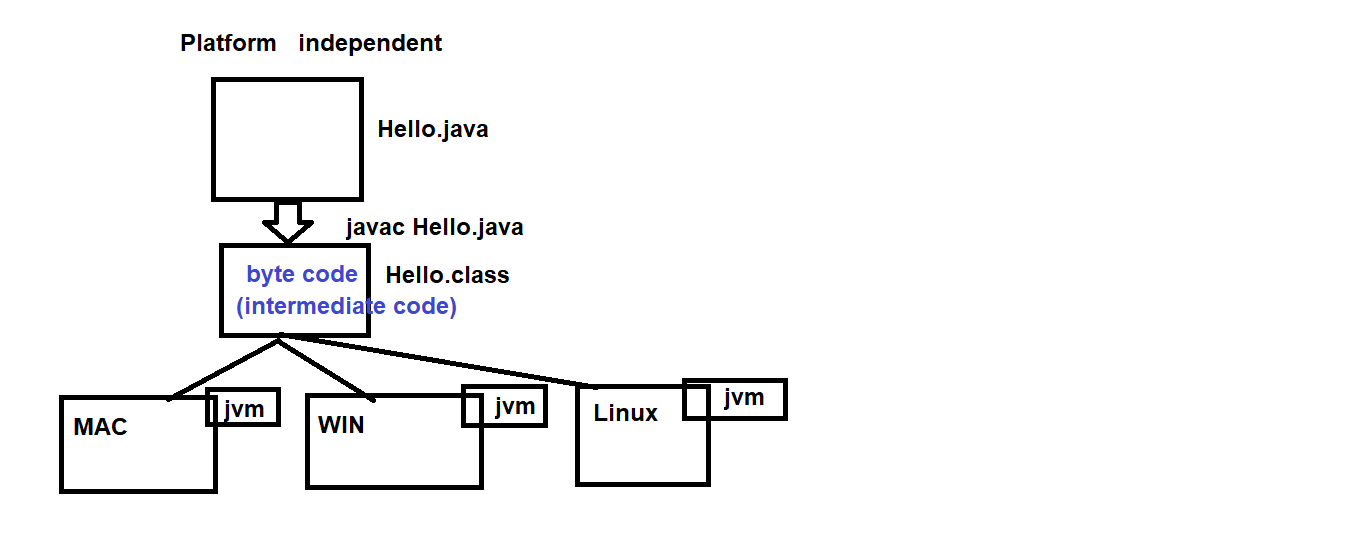 Platform independent
Hello.java
javac Hello.java
byte code
Hello.class
(intermediate code)
MAC
jvm
WIN
jvm
Linux
jvm